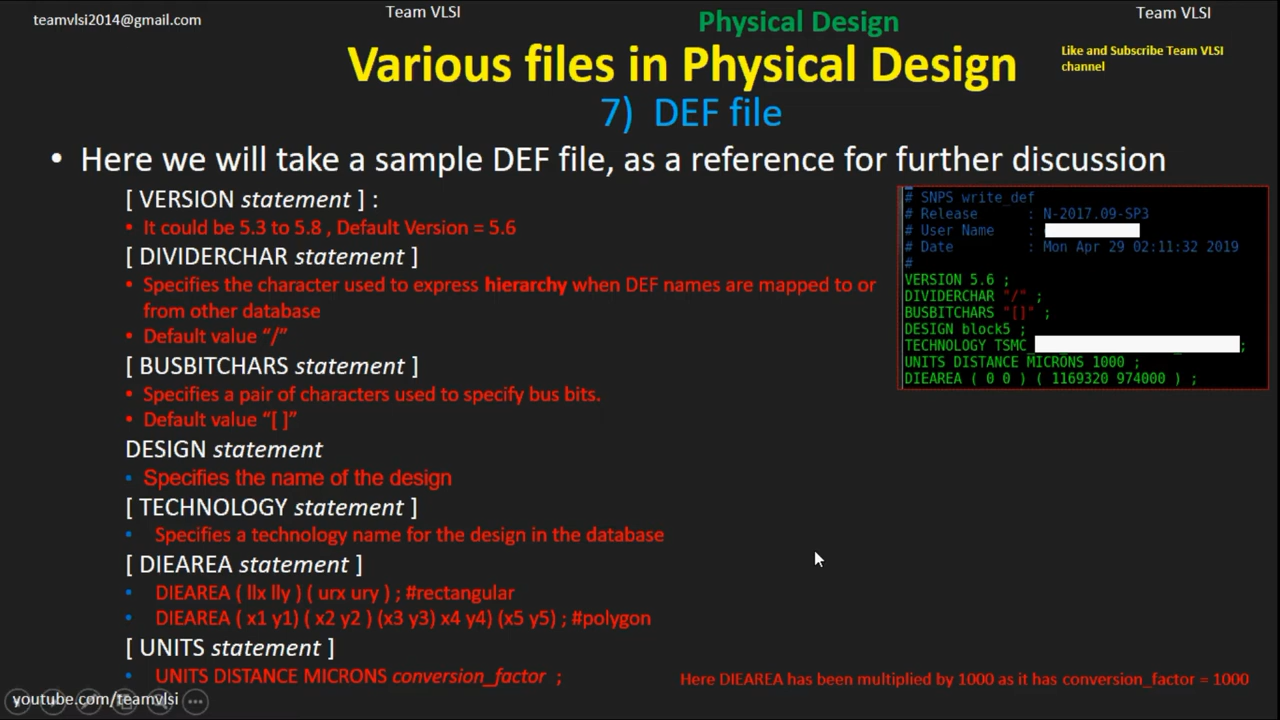 teamvlsi2014@gmail.com
Team VLSI
Physical Design
Team VLSI
Various files in Physical Design
Like and Subscribe Team VLSI
channel
7) DEF file
• Here we will take a sample DEF file, as a reference for further discussion
[ VERSION statement ] :
• It could be 5.3 to 5.8 , Default Version = 5.6
[ DIVIDERCHAR statement ]
• Specifies the character used to express hierarchy when DEF names are mapped to or
from other database
• Default value “/”
[ BUSBITCHARS statement ]
• Specifies a pair of characters used to specify bus bits.
• Default value “[ ]”
DESIGN statement
• Specifies the name of the design
[ TECHNOLOGY statement ]
• Specifies a technology name for the design in the database
[ DIEAREA statement ]
• DIEAREA ( llx lly ) ( urx ury ) ; #rectangular
• DIEAREA ( x1 y1) ( x2 y2 ) (x3 y3) x4 y4) (x5 y5) ; #polygon
[ UNITS statement ]
• UNITS DISTANCE MICRONS conversion_factor ;
# SNPS write_def
# Release : N-2017.09-SP3
# User Name :
# Date : Mon Apr 29 02:11:32 2019
#
VERSION 5.6 ;
DIVIDERCHAR "/" ;
BUSBITCHARS "[]" ;
DESIGN block5 ;
TECHNOLOGY TSMC_ ;
UNITS DISTANCE MICRONS 1000 ;
DIEAREA ( 0 0 ) ( 1169320 974000 ) ;
Here DIEAREA has been multiplied by 1000 as it has conversion_factor = 1000
youtube.com/teamvlsi